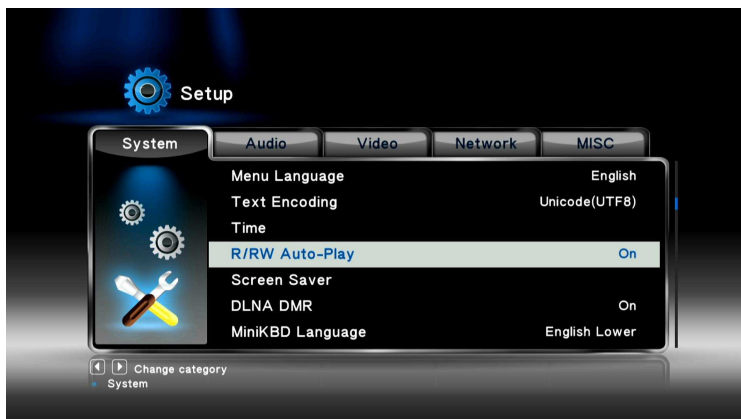 Setup
System Audio Video Network MISC
Menu Language English
Text Encoding Unicode(UTF8)
Time
R/RW Auto-Play On
Screen Saver
DLNA DMR On
MiniKBD Language English Lower
Change category
System